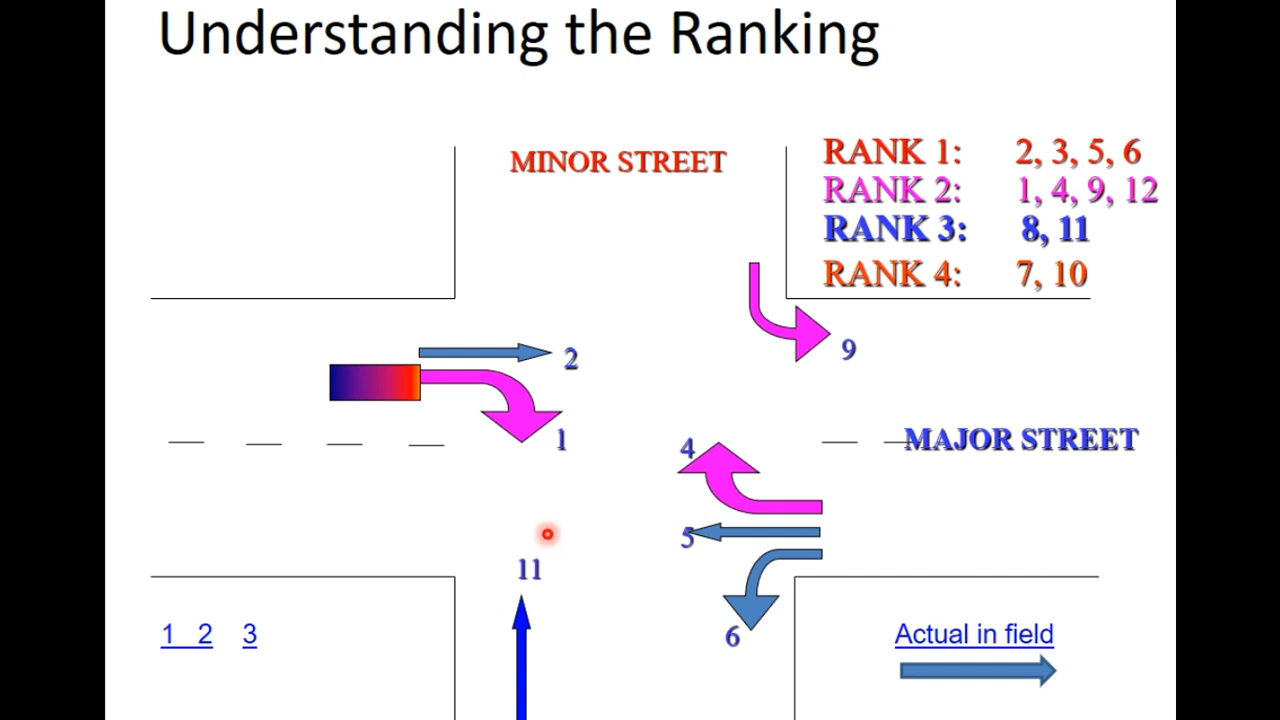 Understanding the Ranking
MINOR STREET
RANK 1: 2, 3, 5, 6
RANK 2: 1, 4, 9, 12
RANK 3: 8, 11
RANK 4: 7, 10
2
9
1
4
MAJOR STREET
5
11
6
1 2 3
Actual in field